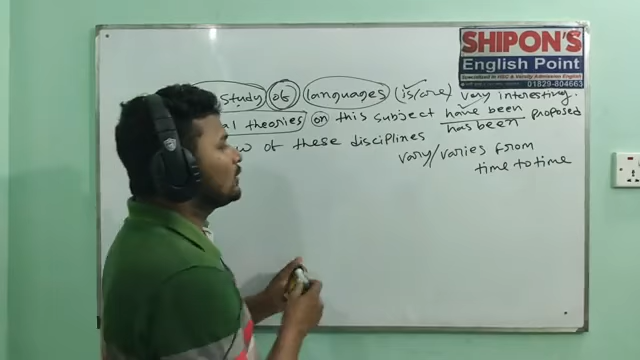 SHIPON'S
English Point
Specialized in HSC & Varsity Admission English
01829-804663
study of languages (is/are) very interesting.
theories on this subject have been / has been proposed
of these disciplines vary/varies from
time to time